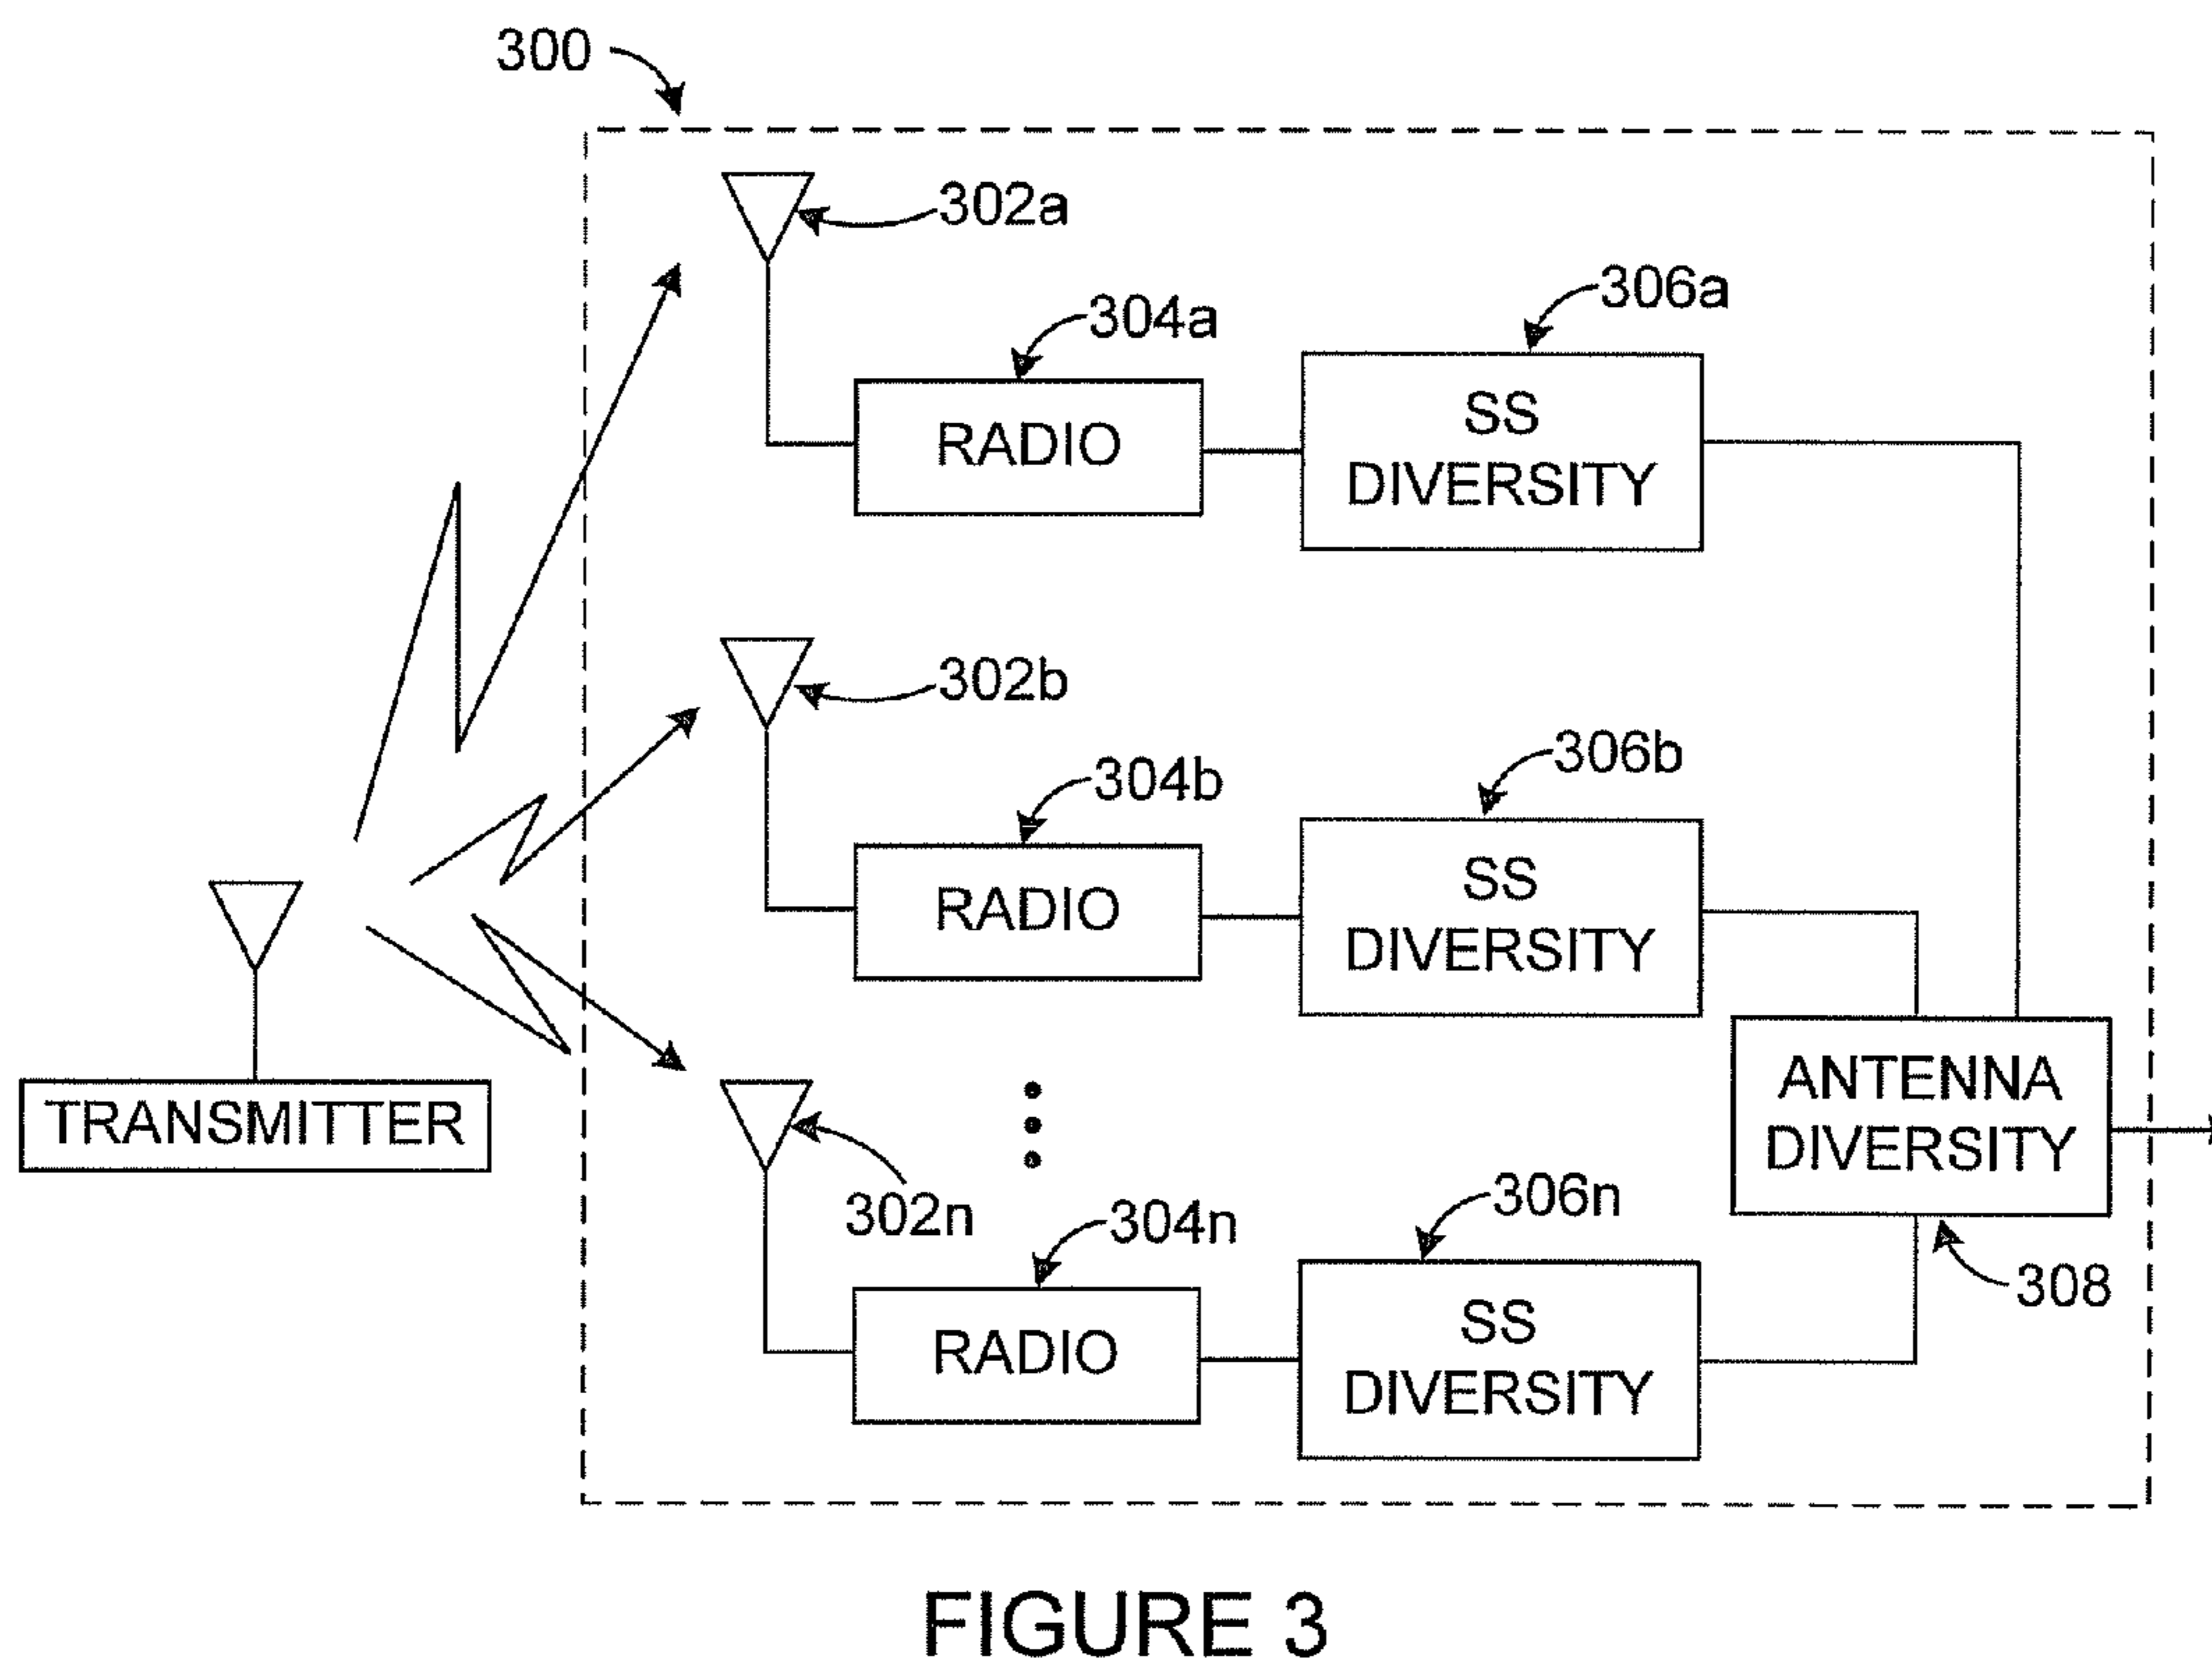 300
302a
306a
304a
SS
DIVERSITY
RADIO
302b
306b
304b
SS
DIVERSITY
RADIO
TRANSMITTER
ANTENNA
DIVERSITY
302n
306n
304n
308
SS
DIVERSITY
RADIO
FIGURE 3